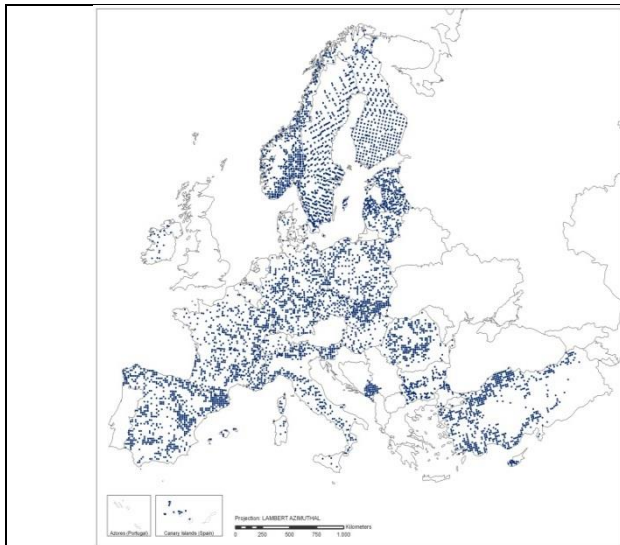 Projection: LAMBERT AZIMUTHAL
Kilometers
0 250 500 750 1.000
Azores (Portugal)
Canary Islands (Spain)